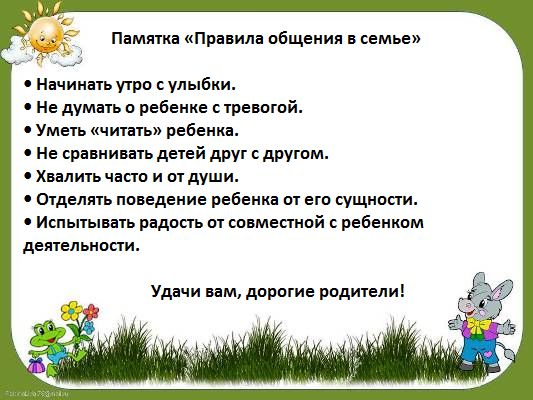 Памятка «Правила общения в семье»
• Начинать утро с улыбки.
• Не думать о ребенке с тревогой.
• Уметь «читать» ребенка.
• Не сравнивать детей друг с другом.
• Хвалить часто и от души.
• Отделять поведение ребенка от его сущности.
• Испытывать радость от совместной с ребенком
деятельности.
Удачи вам, дорогие родители!